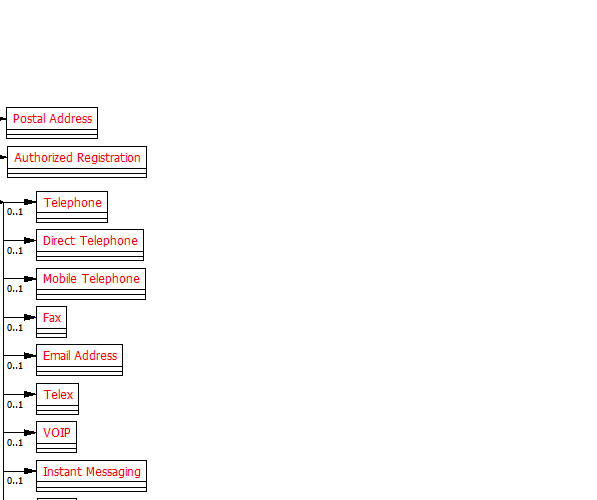 Postal Address
Authorized Registration
Telephone
0..1
Direct Telephone
0..1
Mobile Telephone
0..1
Fax
0..1
Email Address
0..1
Telex
0..1
VOIP
0..1
Instant Messaging
0..1